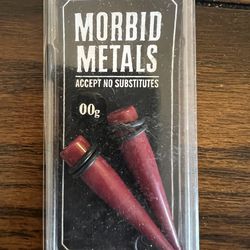 MORBID
METALS
ACCEPT NO SUBSTITUTES
00g